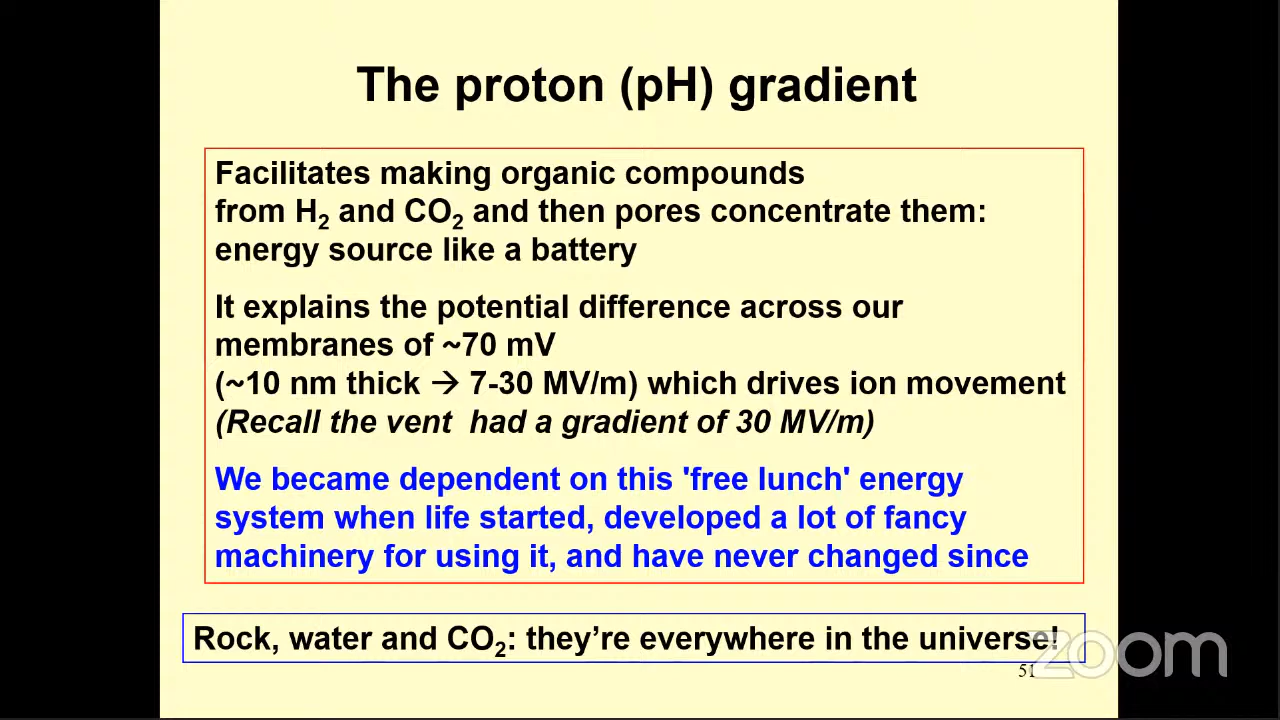 The proton (pH) gradient
Facilitates making organic compounds
from H₂ and CO₂ and then pores concentrate them:
energy source like a battery
It explains the potential difference across our
membranes of ~70 mV
(~10 nm thick → 7-30 MV/m) which drives ion movement
(Recall the vent had a gradient of 30 MV/m)
We became dependent on this 'free lunch' energy
system when life started, developed a lot of fancy
machinery for using it, and have never changed since
Rock, water and CO₂: they’re everywhere in the universe!
51
zoom